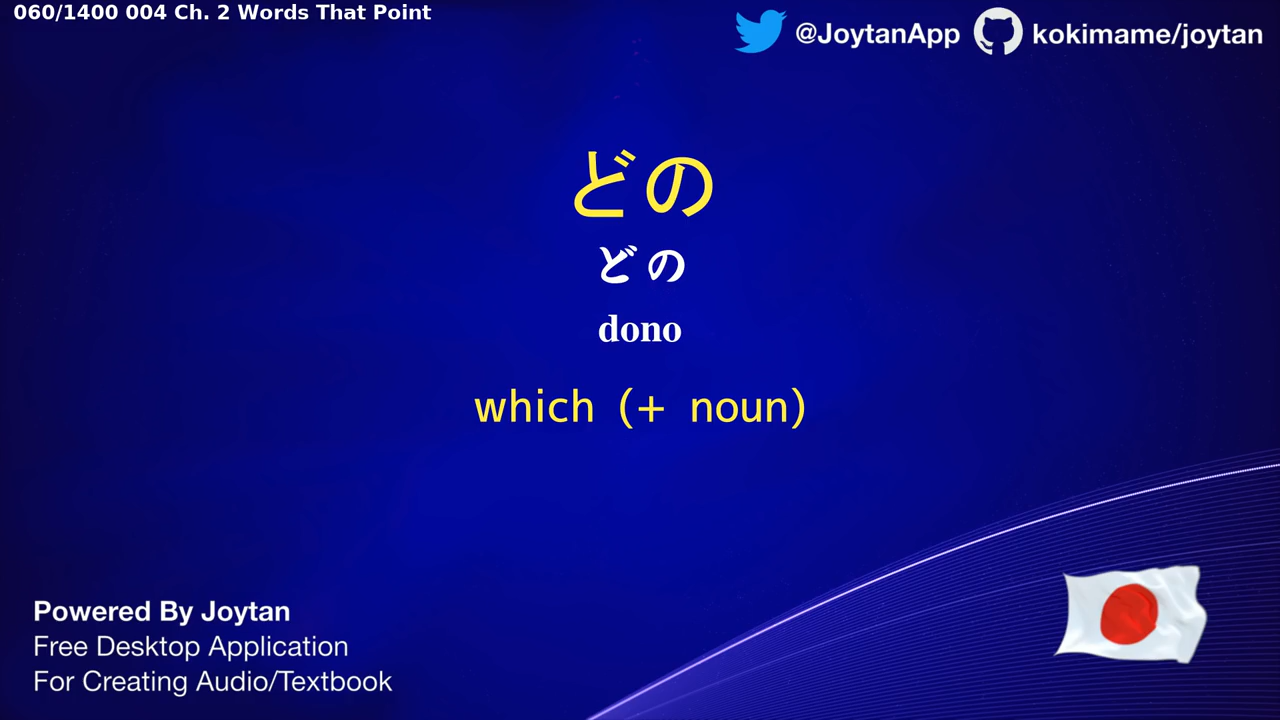 060/1400 004 Ch. 2 Words That Point
@JoytanApp kokimame/joytan
どの
どの
dono
which (+ noun)
Powered By Joytan
Free Desktop Application
For Creating Audio/Textbook